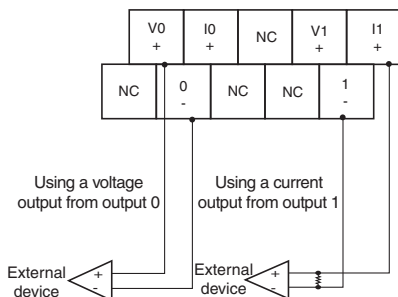 V0 I0 NC V1 I1
+ + + +
NC 0 NC NC 1
- -
Using a voltage
output from output 0
Using a current
output from output 1
External
device
+
-
External
device
+
-